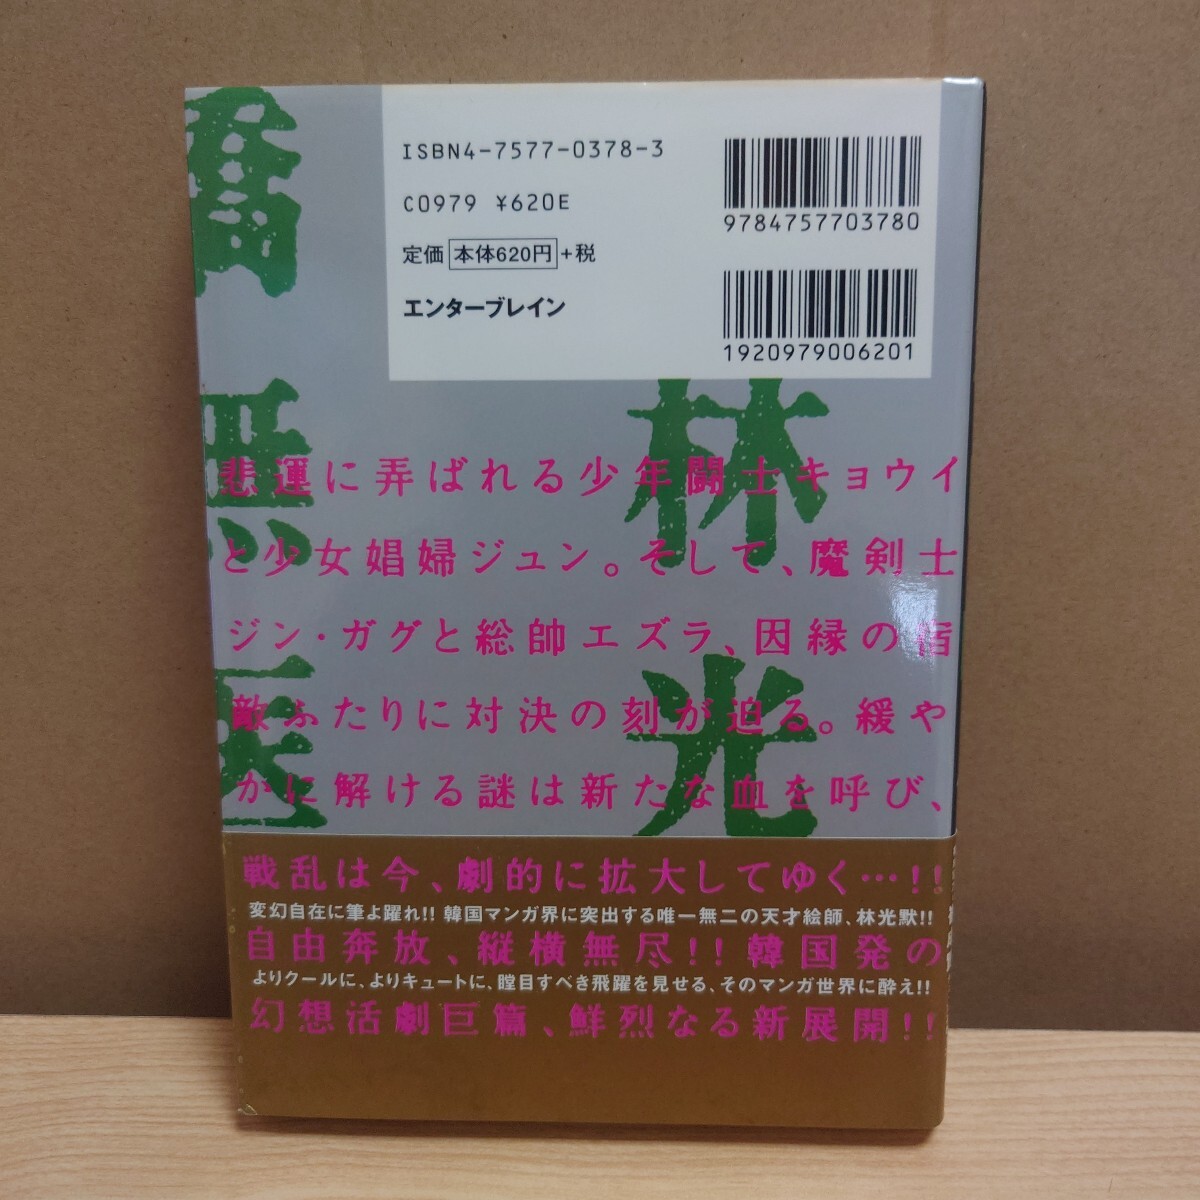 ISBN4-7577-0378-3
C0979 ¥620E
定価 本体620円 +税
エンターブレイン
9784757703780
1920979006201
喬
林光
悲運に弄ばれる少年闘士キョウイ
と少女娼婦ジュン。そして、魔剣士
ジン・ガグと総帥エズラ、因縁の宿
敵ふたりに対決の刻が迫る。緩や
かに解ける謎は新たな血を呼び、
戦乱は今、劇的に拡大してゆく…!!
変幻自在に筆よ躍れ!! 韓国マンガ界に突出する唯一無二の天才絵師、林光默!!
自由奔放、縦横無尽!! 韓国発の
よりクールに、よりキュートに、瞠目すべき飛躍を見せる、そのマンガ世界に酔え!!
幻想活劇巨篇、鮮烈なる新展開!!